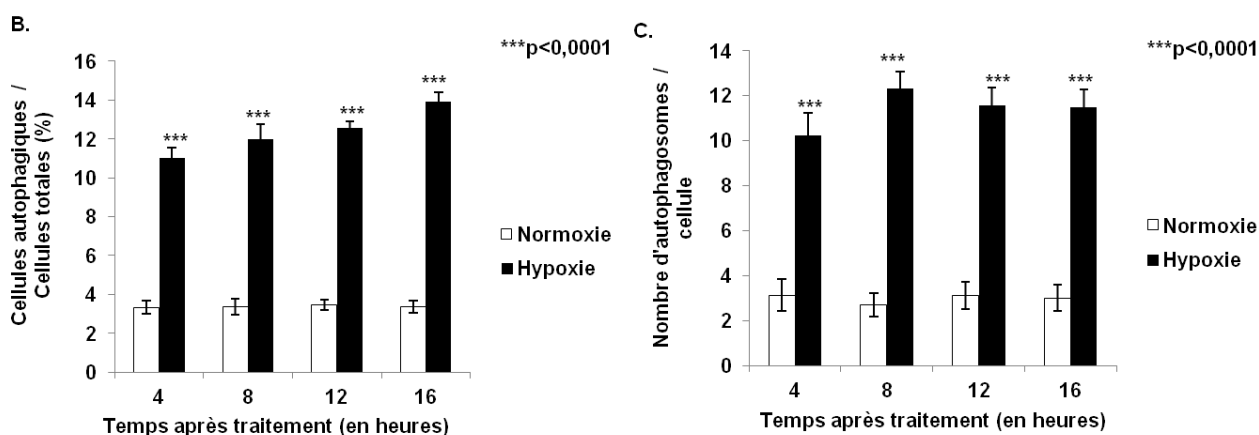 B.
***p<0,0001
Cellules autophagiques /
Cellules totales (%)
16
14
12
10
8
6
4
2
0
***
***
***
***
Normoxie
Hypoxie
4 8 12 16
Temps après traitement (en heures)
C.
***p<0,0001
Nombre d'autophagosomes /
cellule
14
12
10
8
6
4
2
0
***
***
***
***
Normoxie
Hypoxie
4 8 12 16
Temps après traitement (en heures)